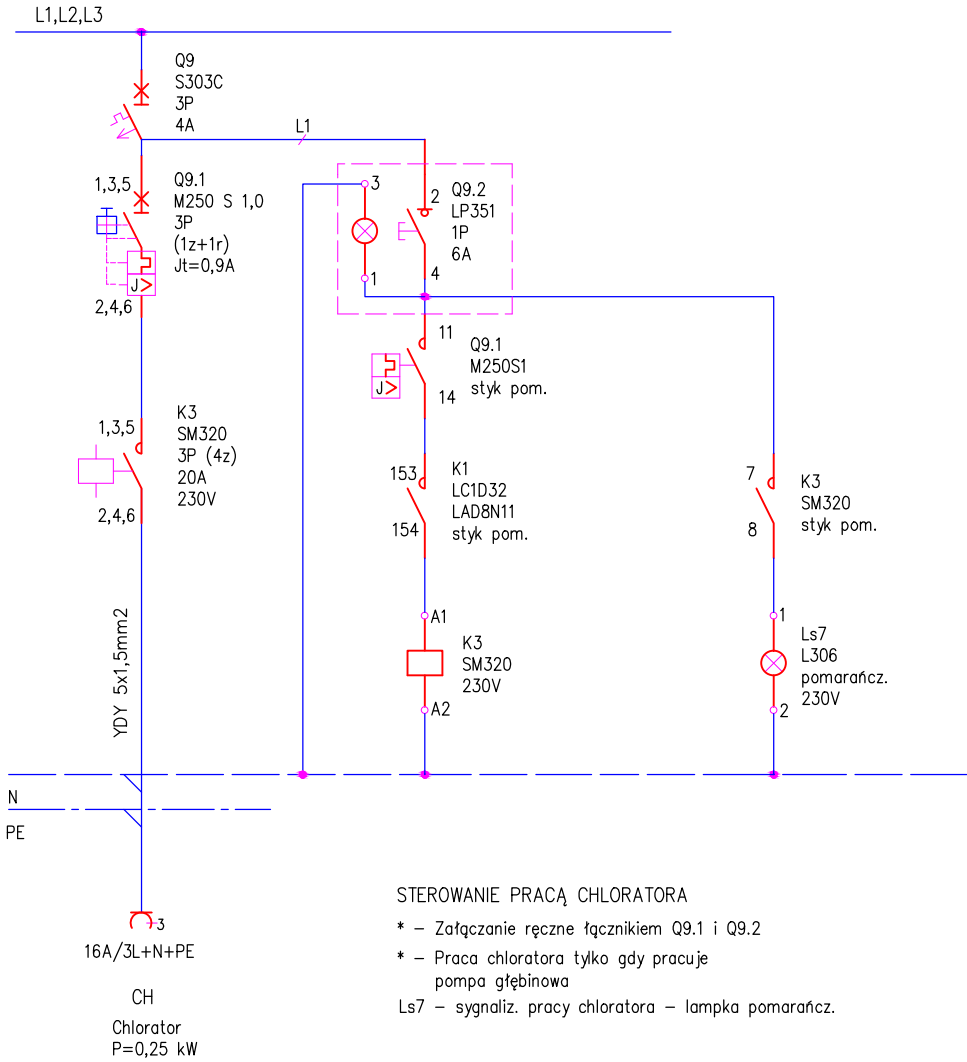 L1,L2,L3
Q9
S303C
3P
4A
L1
1,3,5
Q9.1
M250 S 1,0
3P
(1z+1r)
Jt=0,9A
J>
2,4,6
3
2
Q9.2
LP351
1P
6A
1
4
11
Q9.1
M250S1
styk pom.
J>
14
1,3,5
K3
SM320
3P (4z)
20A
230V
2,4,6
153
K1
LC1D32
LAD8N11
styk pom.
154
7
K3
SM320
styk pom.
8
YDY 5x1,5mm2
A1
K3
SM320
230V
A2
1
Ls7
L306
pomarańcz.
230V
2
N
PE
3
16A/3L+N+PE
CH
Chlorator
P=0,25 kW
STEROWANIE PRACĄ CHLORATORA
* – Załączanie ręczne łącznikiem Q9.1 i Q9.2
* – Praca chloratora tylko gdy pracuje
pompa głębinowa
Ls7 – sygnaliz. pracy chloratora – lampka pomarańcz.